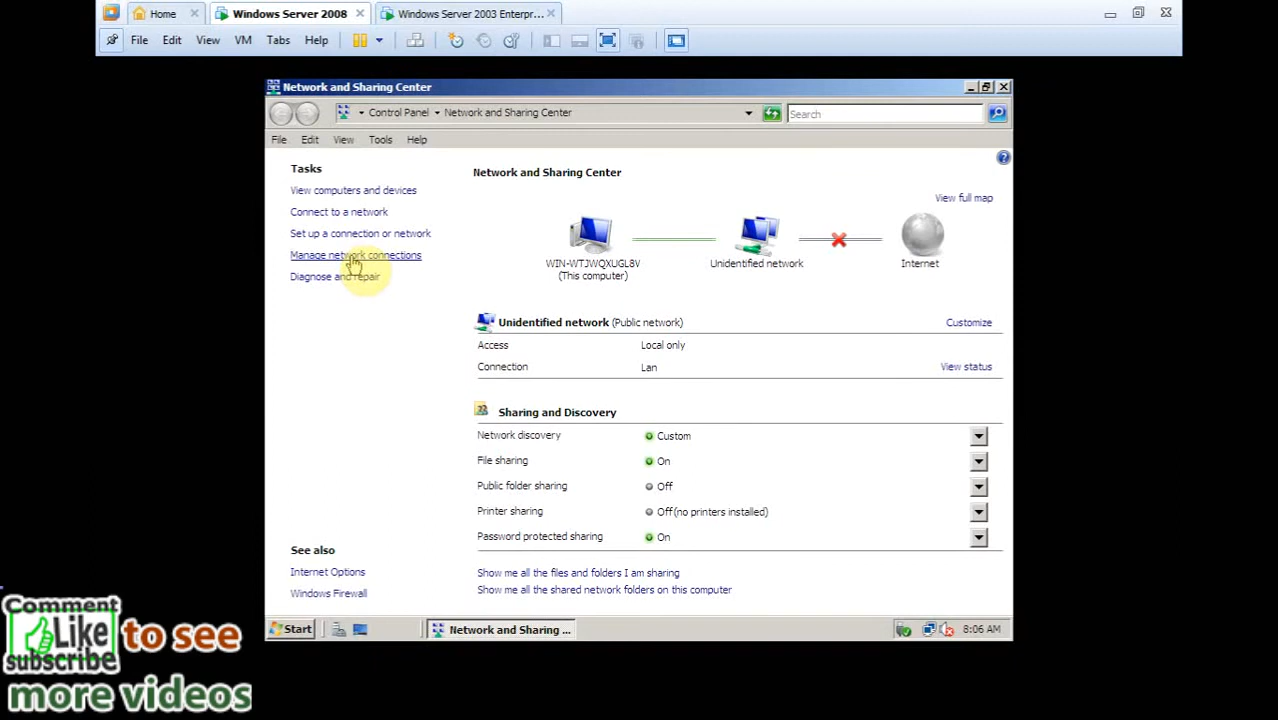 Home
Windows Server 2008
Windows Server 2003 Enterpr...
File Edit View VM Tabs Help
Network and Sharing Center
Control Panel Network and Sharing Center
Search
File Edit View Tools Help
Tasks
View computers and devices
Connect to a network
Set up a connection or network
Manage network connections
Diagnose and repair
See also
Internet Options
Windows Firewall
Network and Sharing Center
View full map
WIN-WTJWQXUGL8V
(This computer)
Unidentified network
Internet
Unidentified network (Public network)
Customize
Access Local only
Connection Lan
View status
Sharing and Discovery
Network discovery Custom
File sharing On
Public folder sharing Off
Printer sharing Off (no printers installed)
Password protected sharing On
Show me all the files and folders I am sharing
Show me all the shared network folders on this computer
Start
Network and Sharing ...
8:06 AM
Comment
Like
subscribe
to see
more videos